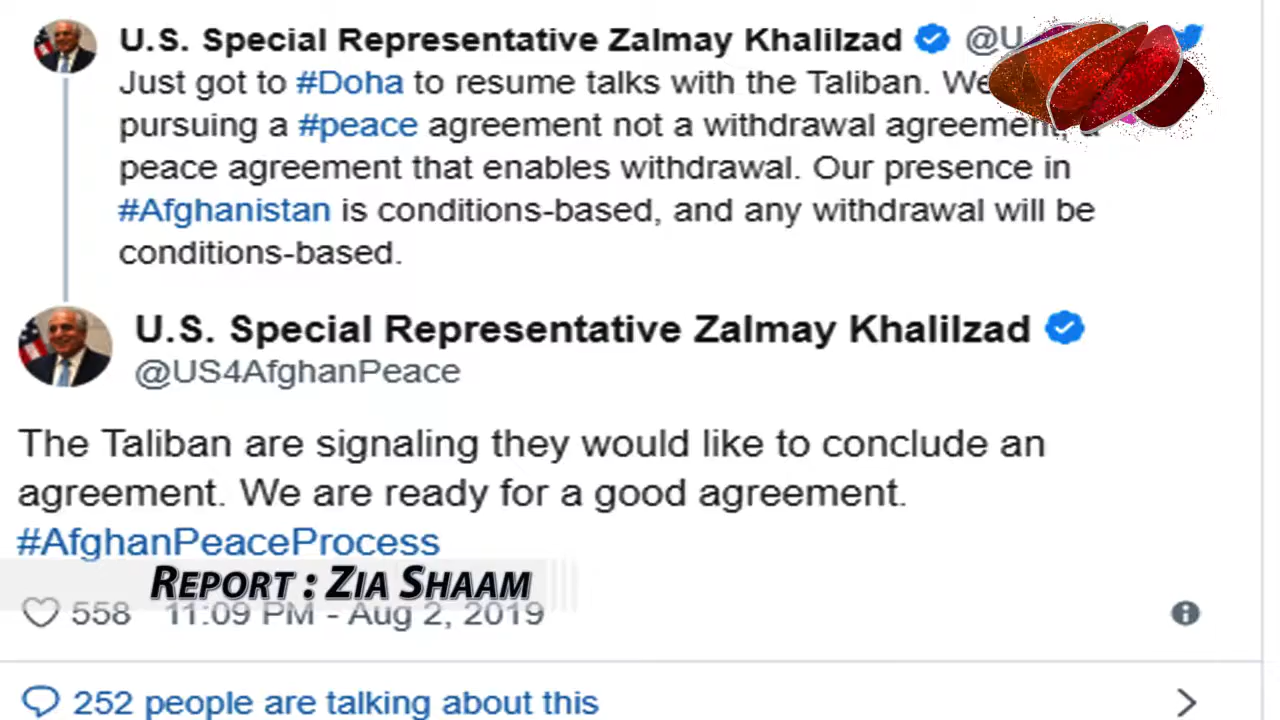 U.S. Special Representative Zalmay Khalilzad @U
Just got to #Doha to resume talks with the Taliban. We
pursuing a #peace agreement not a withdrawal agreement,
peace agreement that enables withdrawal. Our presence in
#Afghanistan is conditions-based, and any withdrawal will be
conditions-based.
U.S. Special Representative Zalmay Khalilzad
@US4AfghanPeace
The Taliban are signaling they would like to conclude an
agreement. We are ready for a good agreement.
#AfghanPeaceProcess
REPORT : ZIA SHAAM
558 11:09 PM - Aug 2, 2019
252 people are talking about this